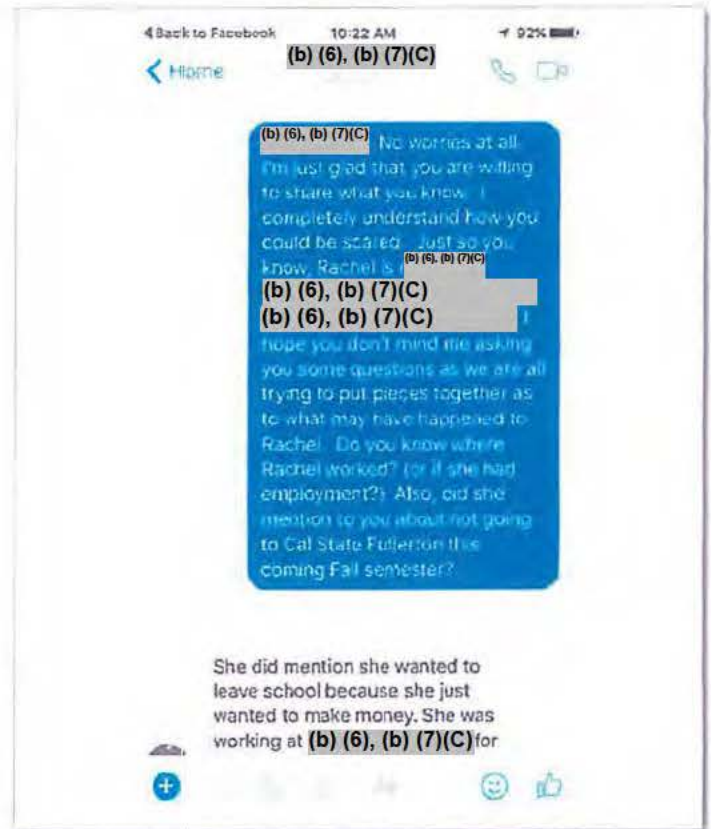 Back to Facebook 10:22 AM 92%
(b) (6), (b) (7)(C)
Home
(b) (6), (b) (7)(C) No worries at all.
I'm just glad that you are willing
to share what you know. I
completely understand how you
could be scared. Just so you
know, Rachel is (b) (6), (b) (7)(C)
(b) (6), (b) (7)(C)
(b) (6), (b) (7)(C) I
hope you don't mind me asking
you some questions as we are all
trying to put pieces together as
to what may have happened to
Rachel. Do you know where
Rachel worked? (or if she had
employment?) Also, did she
mention to you about not going
to Cal State Fullerton this
coming Fall semester?
She did mention she wanted to
leave school because she just
wanted to make money. She was
working at (b) (6), (b) (7)(C) for